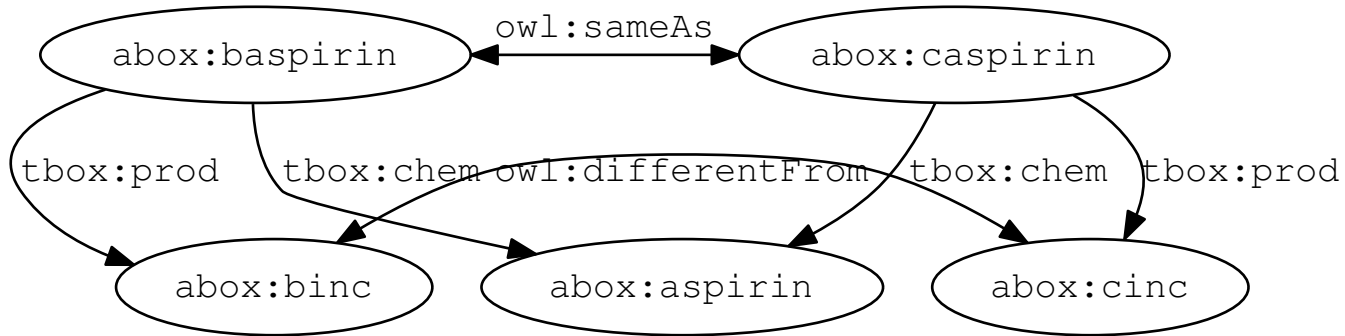 owl:sameAs
abox:baspirin
abox:caspirin
tbox:prod
tbox:chem
owl:differentFrom
tbox:chem
tbox:prod
abox:binc
abox:aspirin
abox:cinc